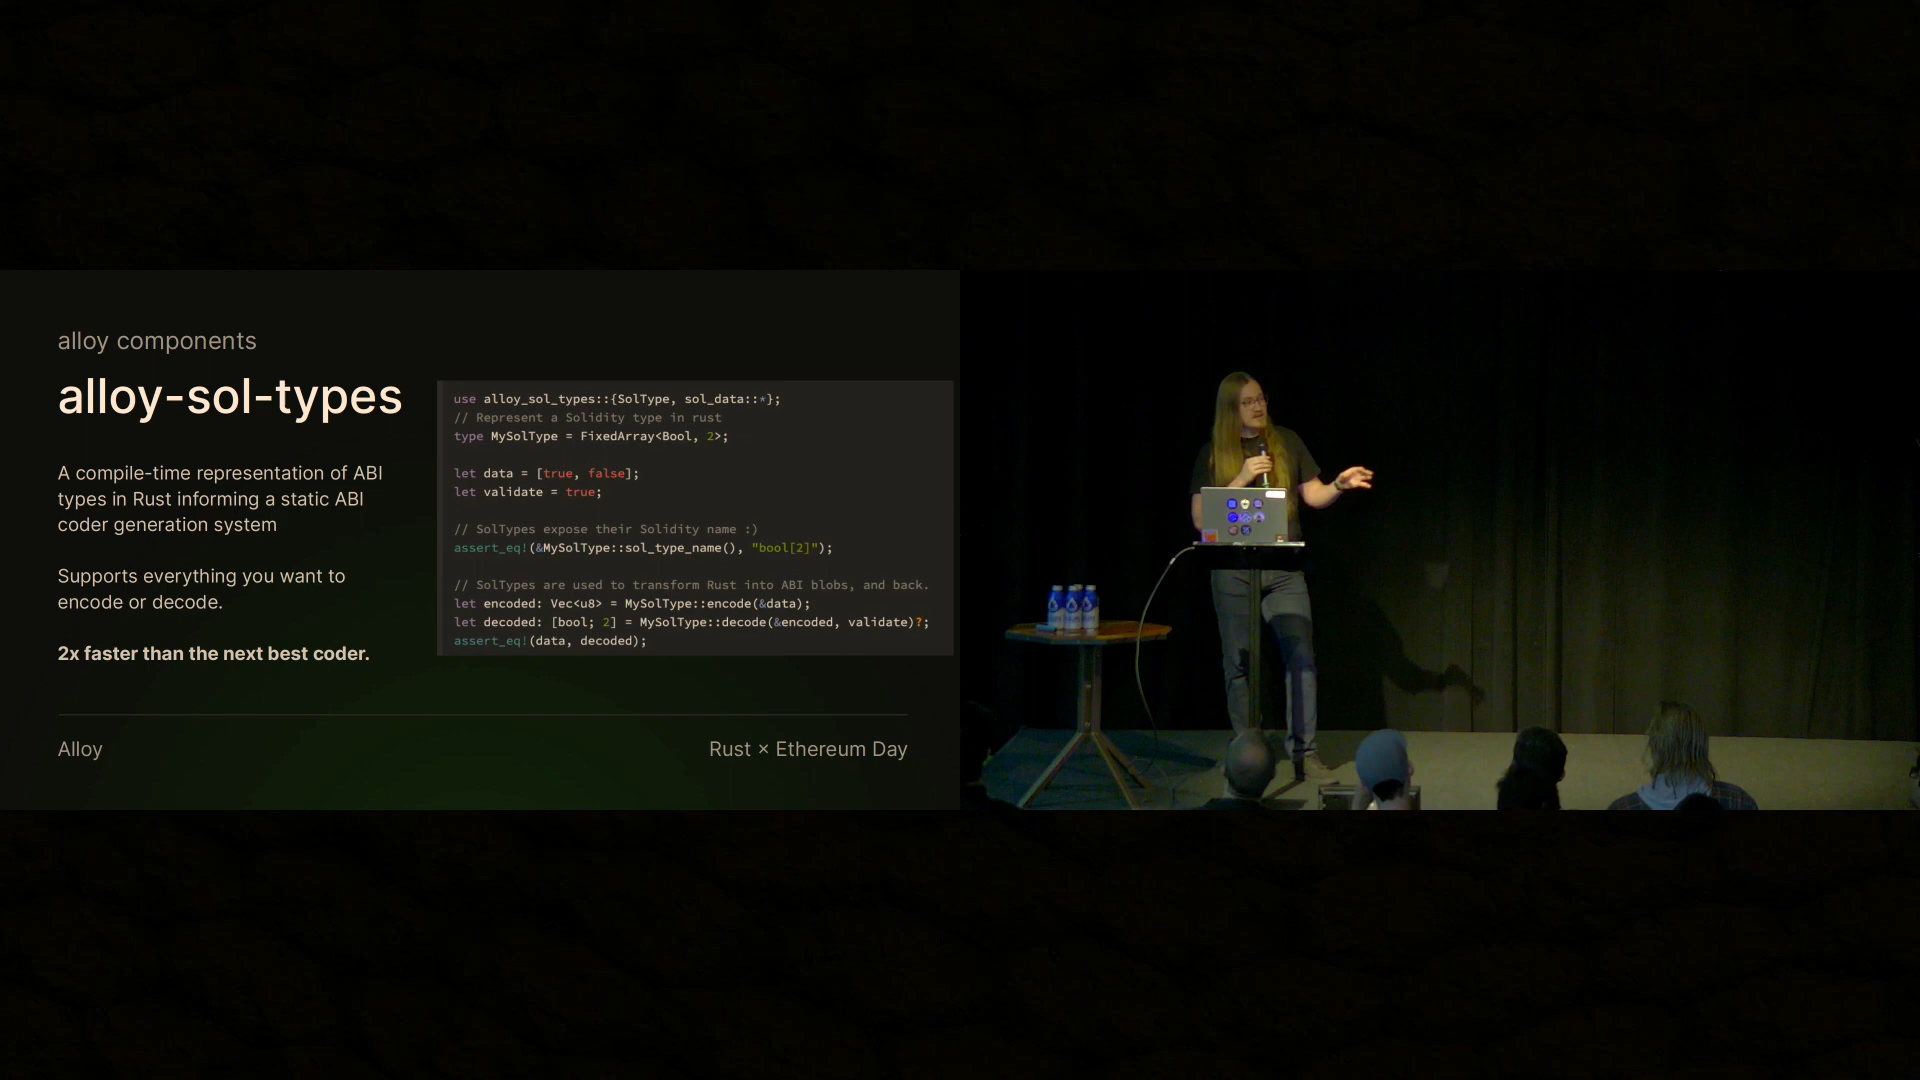 alloy components
alloy-sol-types
A compile-time representation of ABI
types in Rust informing a static ABI
coder generation system
Supports everything you want to
encode or decode.
2x faster than the next best coder.
use alloy_sol_types::{SolType, sol_data::*};
// Represent a Solidity type in rust
type MySolType = FixedArray<Bool, 2>;
let data = [true, false];
let validate = true;
// SolTypes expose their Solidity name :)
assert_eq!(&MySolType::sol_type_name(), "bool[2]");
// SolTypes are used to transform Rust into ABI blobs, and back.
let encoded: Vec<u8> = MySolType::encode(&data);
let decoded: [bool; 2] = MySolType::decode(&encoded, validate)?;
assert_eq!(data, decoded);
Alloy
Rust × Ethereum Day